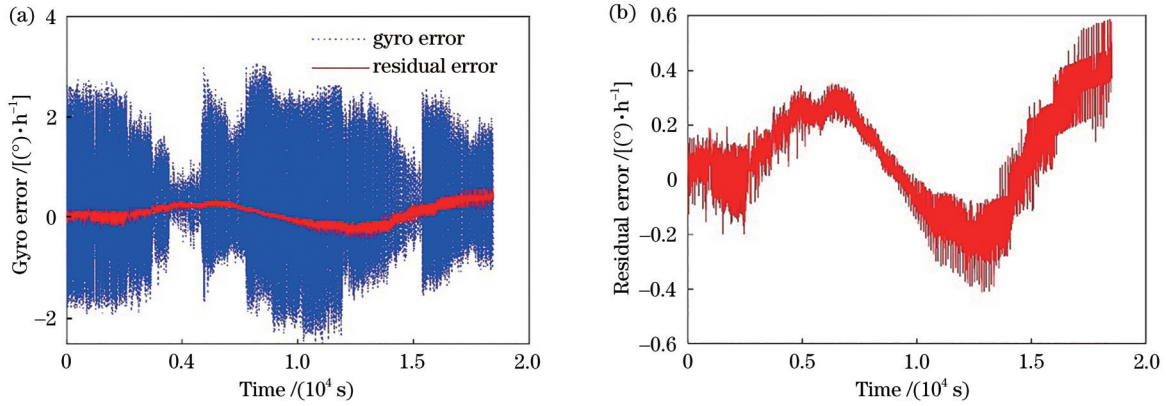 (a)
4
2
0
−2
Gyro error /[(°)·h⁻¹]
gyro error
residual error
0
0.4
1.0
1.5
2.0
Time /(10⁴ s)
(b)
0.6
0.4
0.2
0
−0.2
−0.4
−0.6
Residual error /[(°)·h⁻¹]
0
0.5
1.0
1.5
2.0
Time /(10⁴ s)